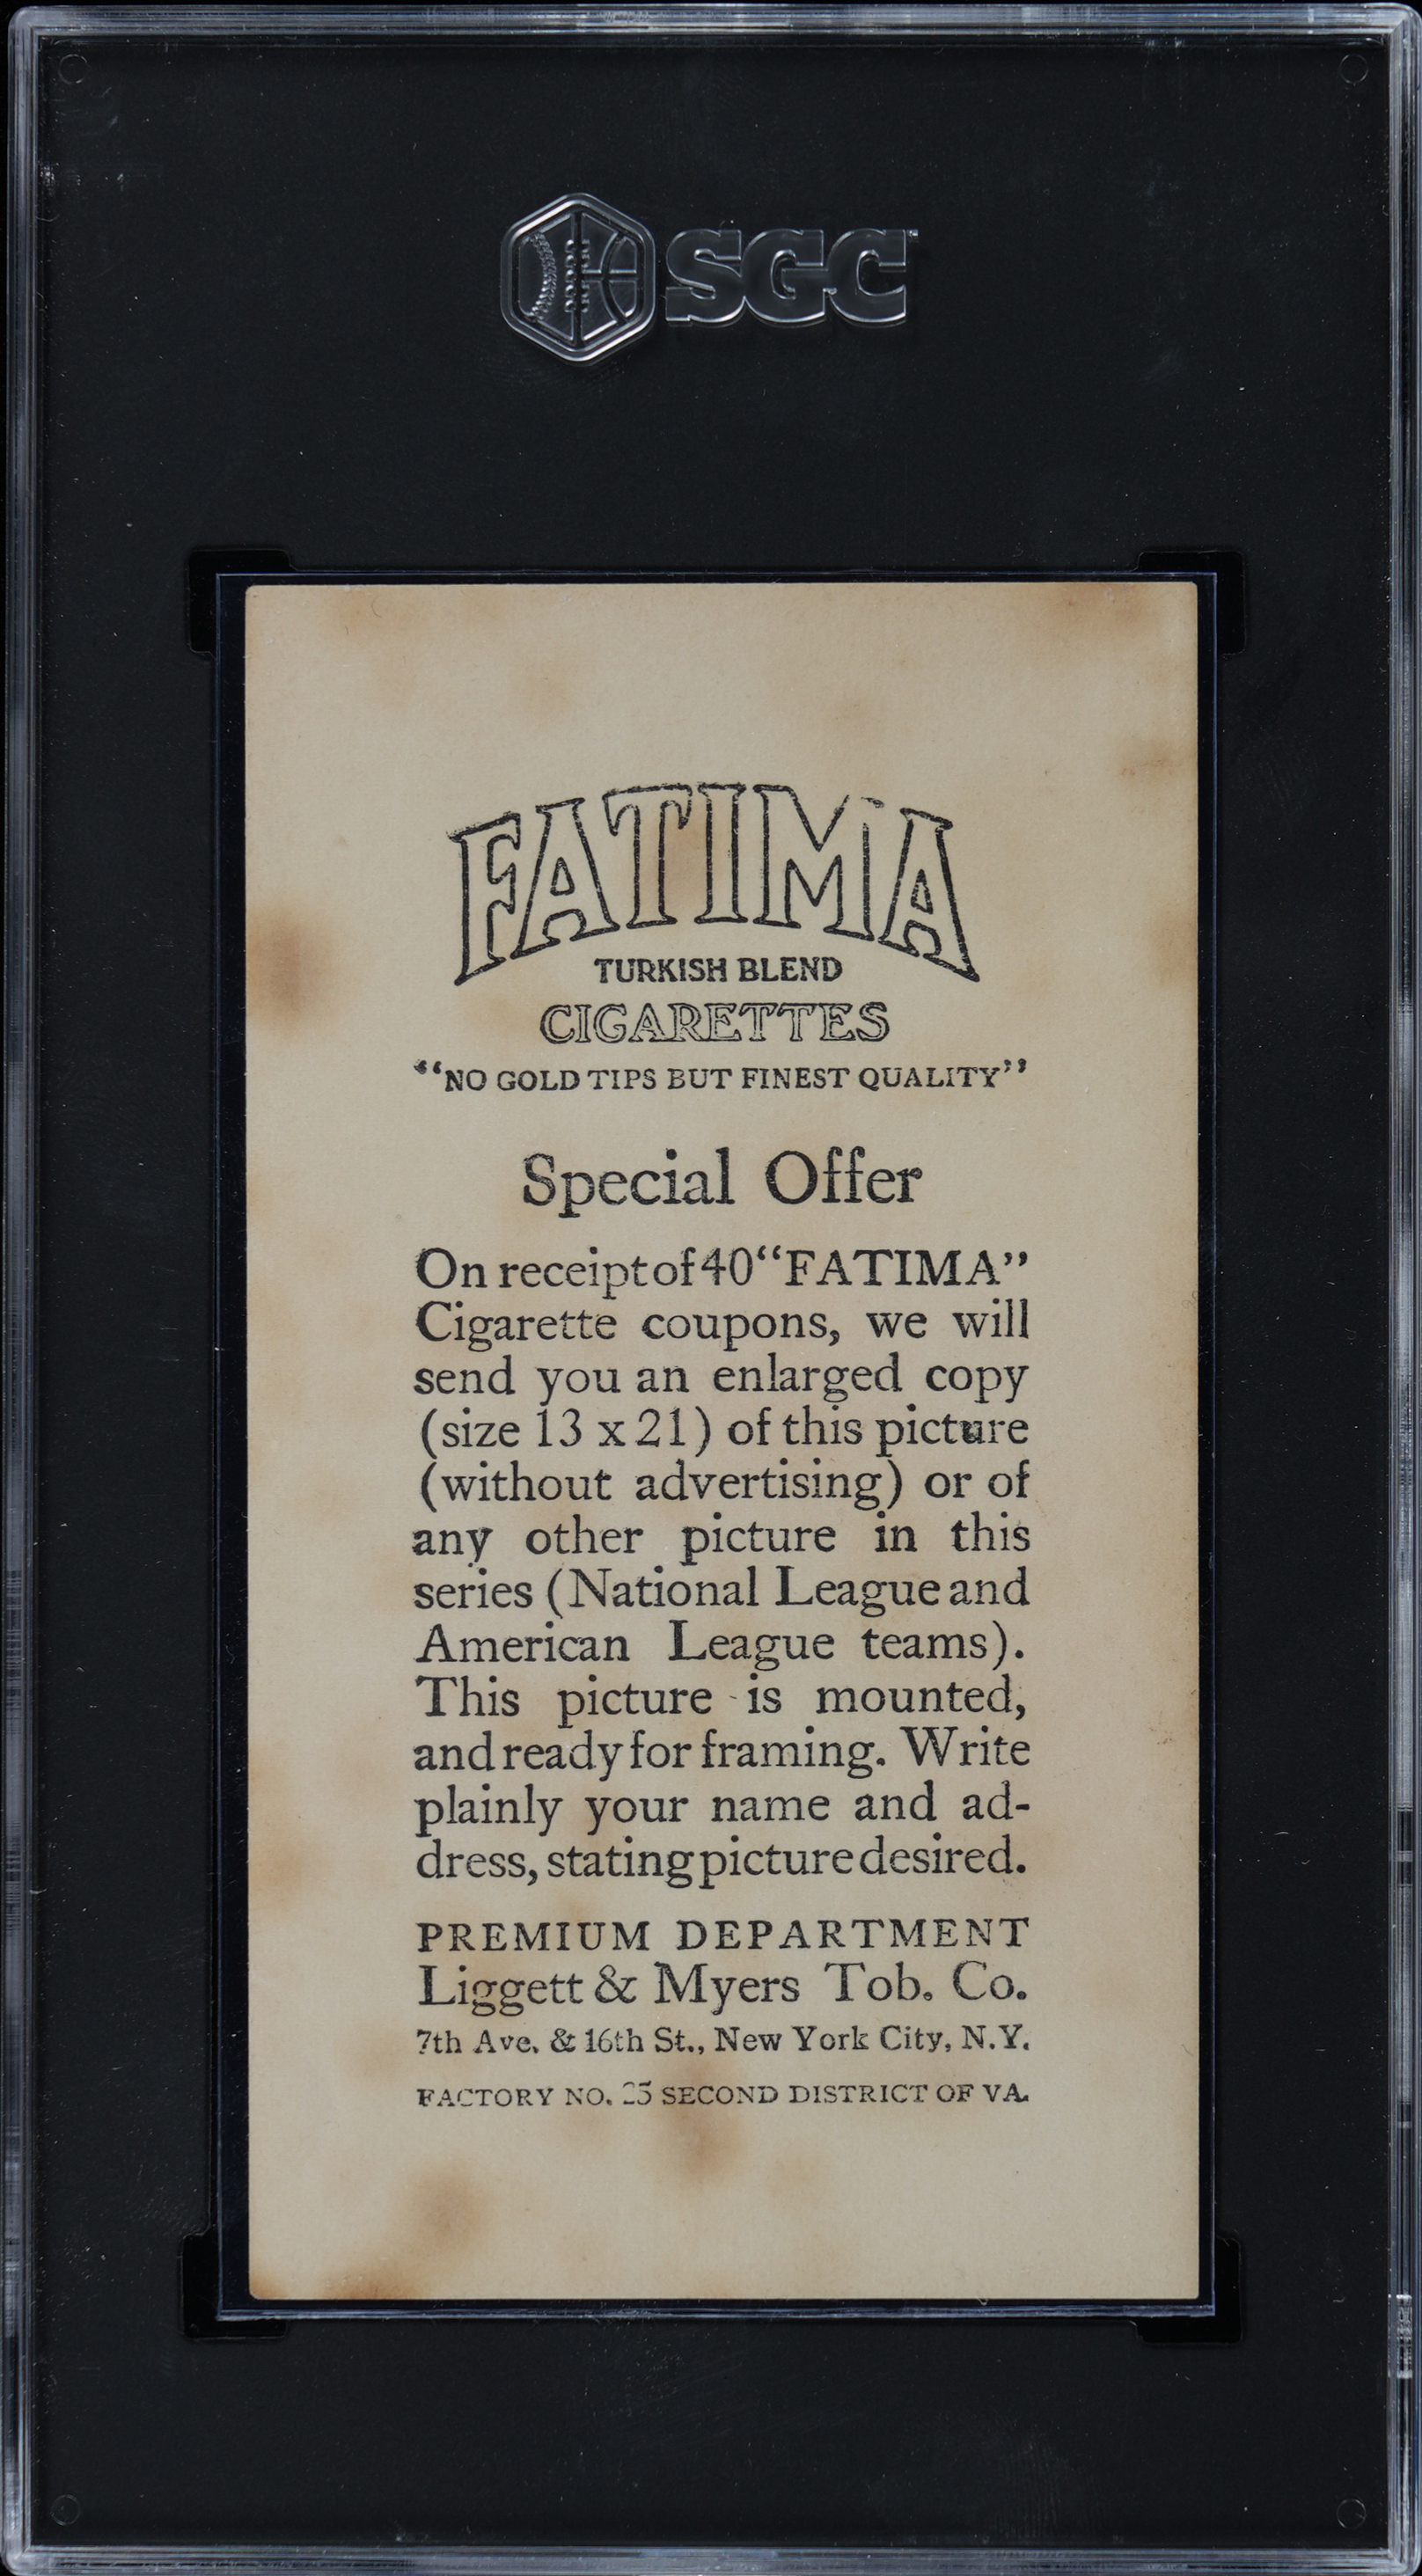 SGC
FATIMA
TURKISH BLEND
CIGARETTES
“NO GOLD TIPS BUT FINEST QUALITY”
Special Offer
On receipt of 40 “FATIMA”
Cigarette coupons, we will
send you an enlarged copy
(size 13 x 21) of this picture
(without advertising) or of
any other picture in this
series (National League and
American League teams).
This picture is mounted,
and ready for framing. Write
plainly your name and ad-
dress, stating picture desired.
PREMIUM DEPARTMENT
Liggett & Myers Tob. Co.
7th Ave. & 16th St., New York City, N.Y.
FACTORY NO. 25 SECOND DISTRICT OF VA.